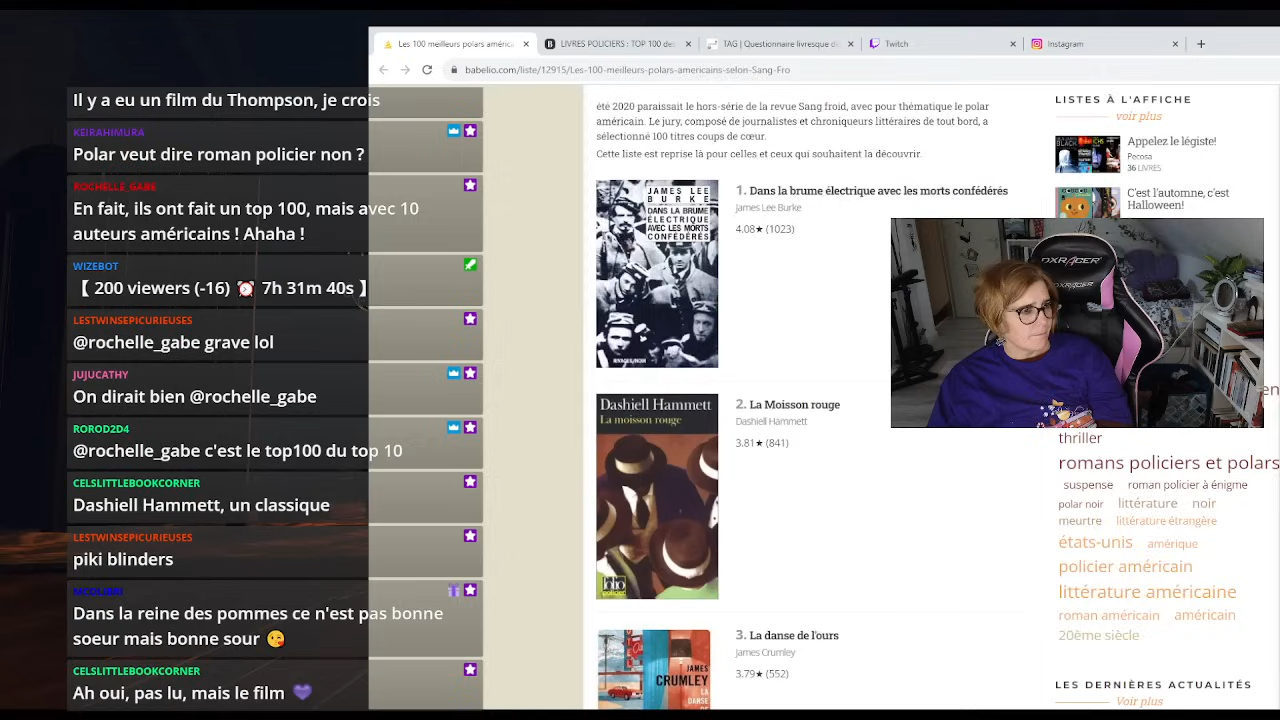 Il y a eu un film du Thompson, je crois
KEIRAHIMURA
Polar veut dire roman policier non ?
ROCHELLE_GABE
En fait, ils ont fait un top 100, mais avec 10
auteurs américains ! Ahaha !
WIZEBOT
【 200 viewers (-16) ⏰ 7h 31m 40s 】
LESTWINSEPICURIEUSES
@rochelle_gabe grave lol
JUJUCATHY
On dirait bien @rochelle_gabe
ROROD2D4
@rochelle_gabe c'est le top100 du top 10
CELSLITTLEBOOKCORNER
Dashiell Hammett, un classique
LESTWINSEPICURIEUSES
piki blinders
Dans la reine des pommes ce n'est pas bonne
soeur mais bonne sour 😘
CELSLITTLEBOOKCORNER
Ah oui, pas lu, mais le film 💜
Les 100 meilleurs polars améric
LIVRES POLICIERS : TOP 100 des
TAG | Questionnaire livresque d
Twitch
Instagram
babelio.com/liste/12915/Les-100-meilleurs-polars-americains-selon-Sang-Fro
été 2020 paraissait le hors-série de la revue Sang froid, avec pour thématique le polar
américain. Le jury, composé de journalistes et chroniqueurs littéraires de tout bord, a
sélectionné 100 titres coups de cœur.
Cette liste est reprise là pour celles et ceux qui souhaitent la découvrir.
JAMES LEE
BURKE
DANS LA BRUME
ÉLECTRIQUE
AVEC LES MORTS
CONFÉDÉRÉS
RIVAGES/NOIR
1. Dans la brume électrique avec les morts confédérés
James Lee Burke
4.08★ (1023)
Dashiell Hammett
La moisson rouge
folio
policier
2. La Moisson rouge
Dashiell Hammett
3.81★ (841)
JAMES
CRUMLEY
LA
DANSE
DE
3. La danse de l'ours
James Crumley
3.79★ (552)
LISTES À L'AFFICHE
voir plus
Appelez le légiste!
Pecosa
36 LIVRES
C'est l'automne, c'est
Halloween!
DXRACER
DXRACER
en
thriller
romans policiers et polars
suspense roman policier à énigme
polar noir littérature noir
meurtre littérature étrangère
états-unis amérique
policier américain
littérature américaine
roman américain américain
20ème siècle
LES DERNIÈRES ACTUALITÉS
Voir plus